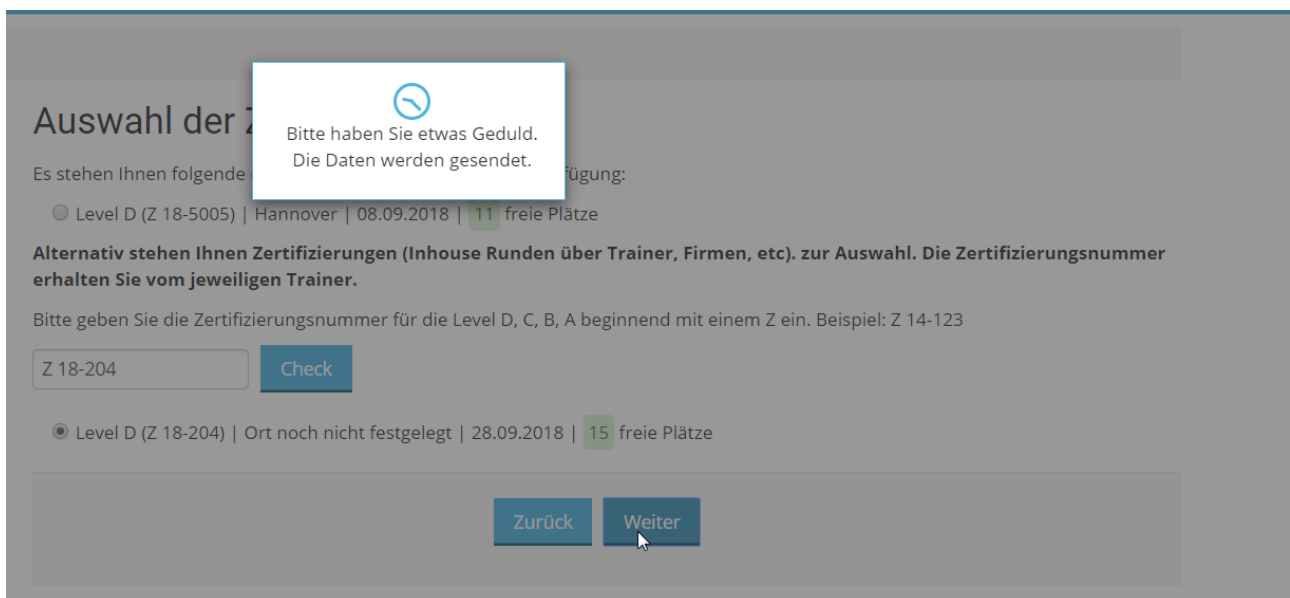 Bitte haben Sie etwas Geduld.
Die Daten werden gesendet.
Auswahl der
Es stehen Ihnen folgende
fügung:
Level D (Z 18-5005) | Hannover | 08.09.2018 | 11 freie Plätze
Alternativ stehen Ihnen Zertifizierungen (Inhouse Runden über Trainer, Firmen, etc). zur Auswahl. Die Zertifizierungsnummer
erhalten Sie vom jeweiligen Trainer.
Bitte geben Sie die Zertifizierungsnummer für die Level D, C, B, A beginnend mit einem Z ein. Beispiel: Z 14-123
Z 18-204
Check
Level D (Z 18-204) | Ort noch nicht festgelegt | 28.09.2018 | 15 freie Plätze
Zurück
Weiter